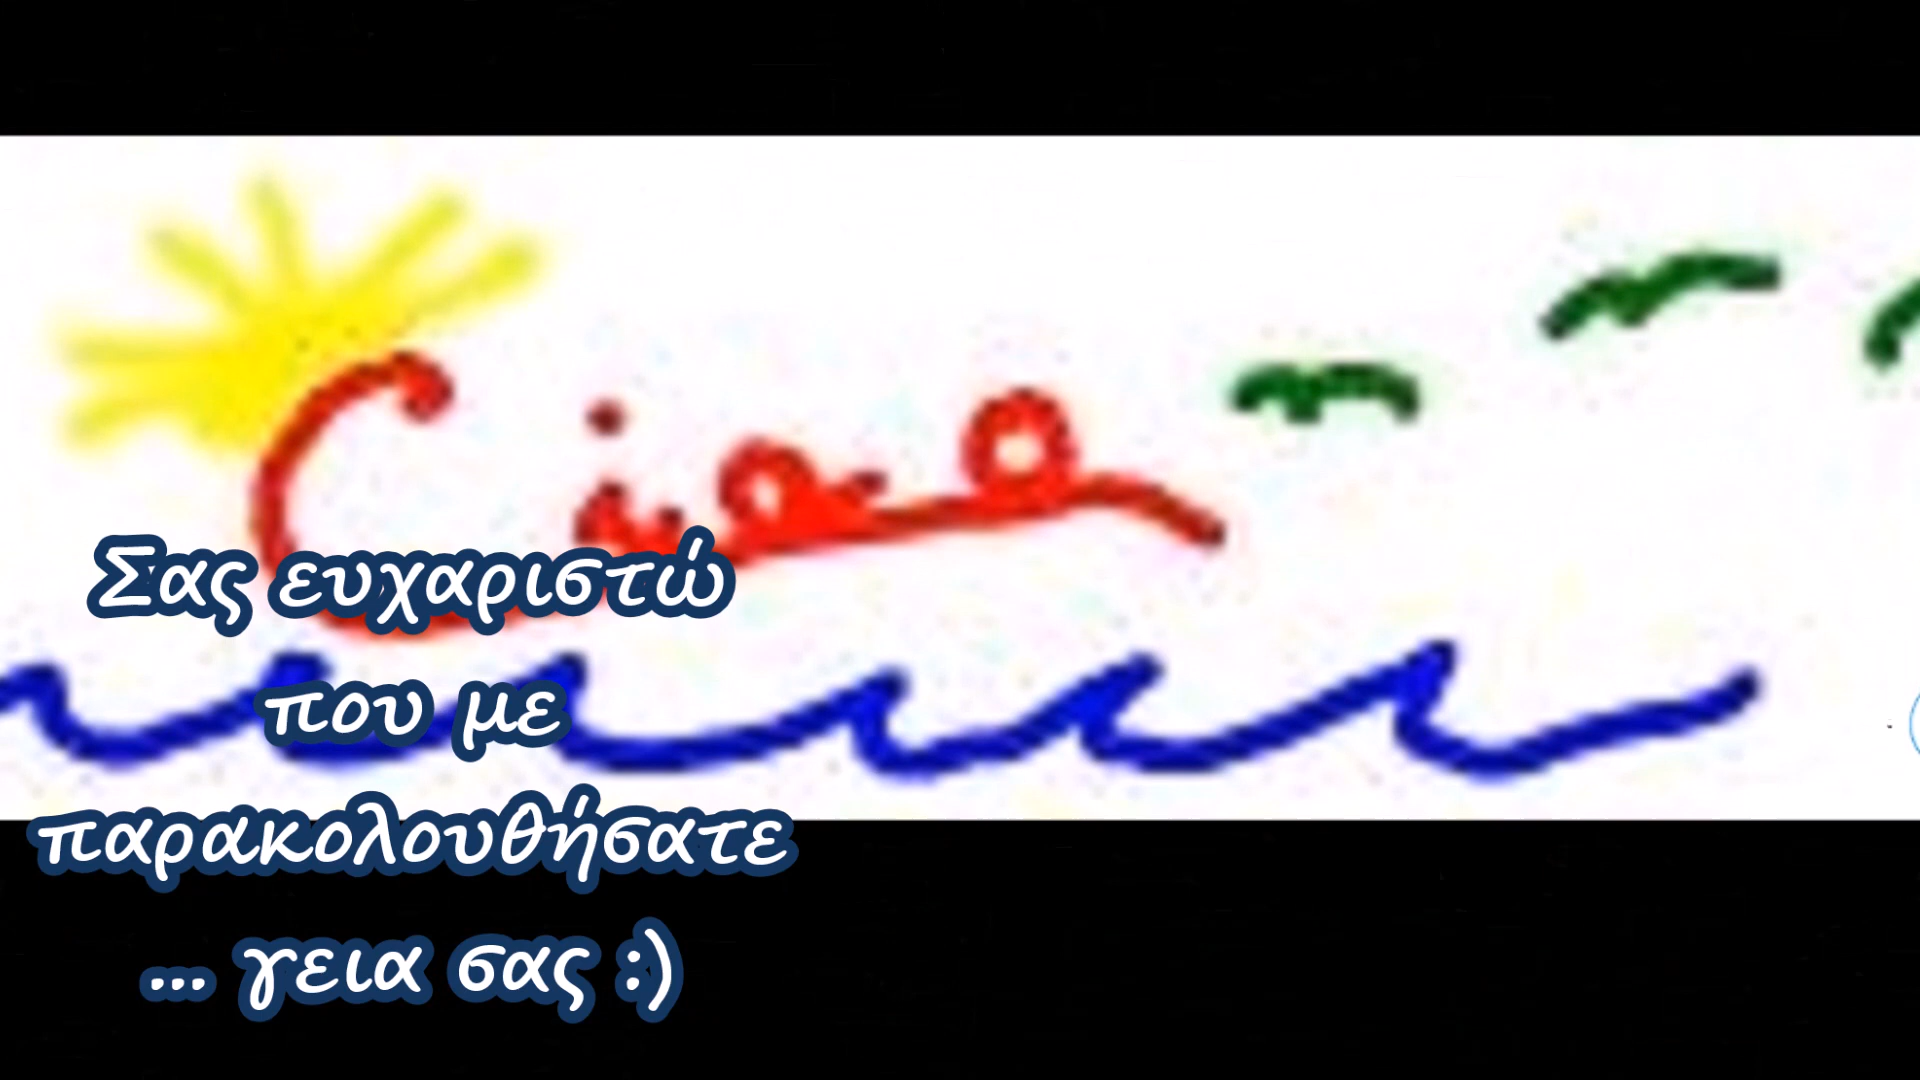 Ciao
Σας ευχαριστώ
που με
παρακολουθήσατε
... γεια σας :)